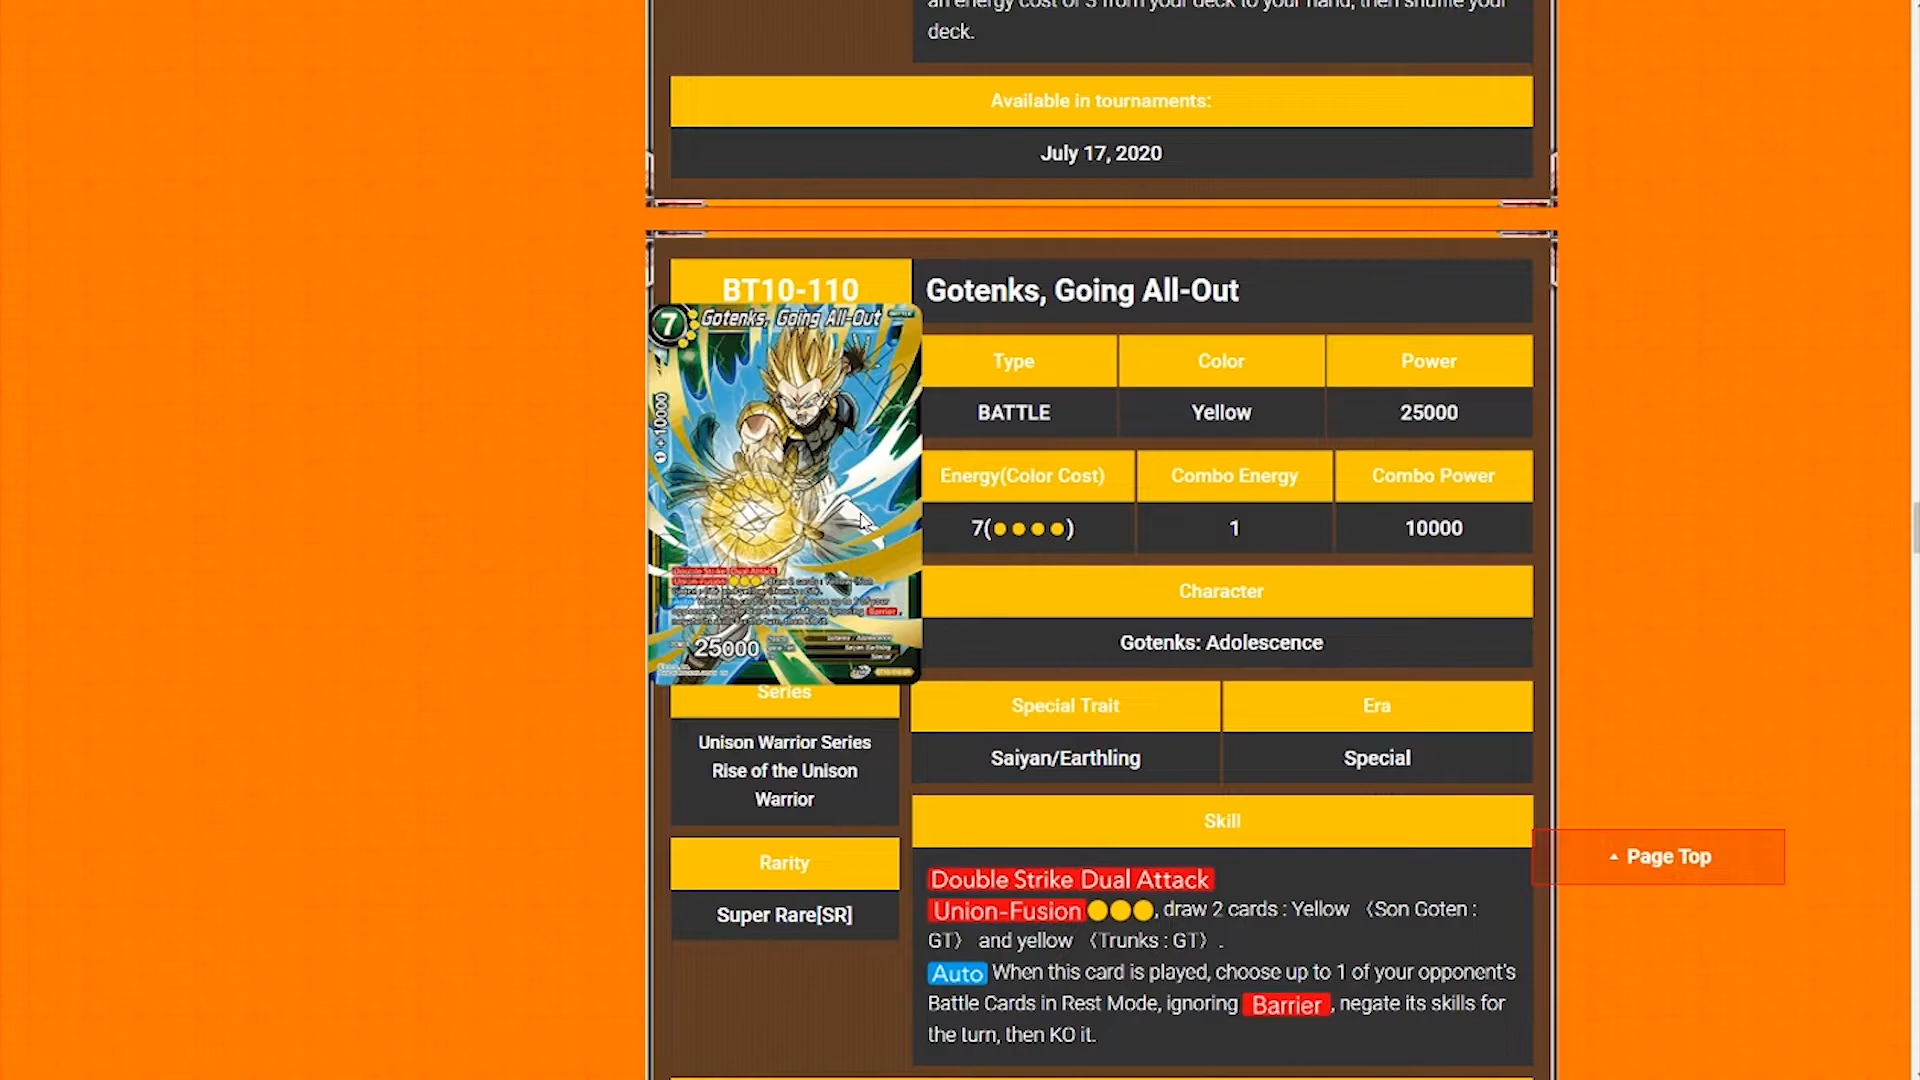 deck.
Available in tournaments:
July 17, 2020
BT10-110
Gotenks, Going All-Out
7
Gotenks, Going All-Out
BATTLE
1 +10000
25000
Type
Color
Power
BATTLE
Yellow
25000
Energy(Color Cost)
Combo Energy
Combo Power
7(●●●●)
1
10000
Character
Gotenks: Adolescence
Series
Special Trait
Era
Unison Warrior Series
Rise of the Unison
Warrior
Saiyan/Earthling
Special
Rarity
Super Rare[SR]
Skill
Double Strike Dual Attack
Union-Fusion ●●●, draw 2 cards : Yellow 〈Son Goten :
GT〉 and yellow 〈Trunks : GT〉.
Auto When this card is played, choose up to 1 of your opponent's
Battle Cards in Rest Mode, ignoring Barrier, negate its skills for
the turn, then KO it.
Page Top